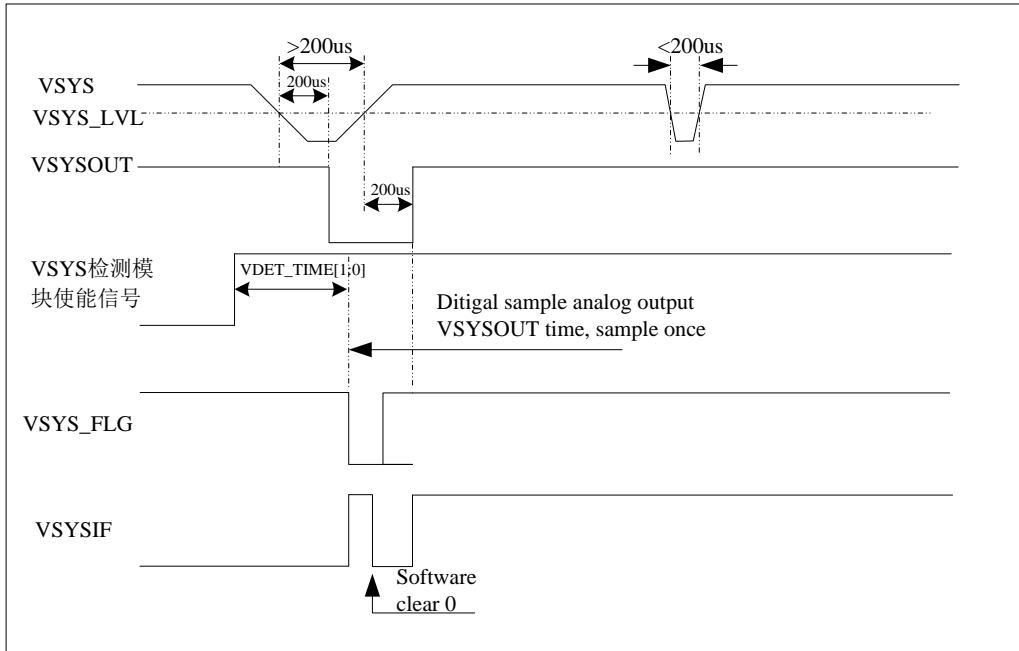 >200us
<200us
200us
VSYS
VSYS_LVL
VSYSOUT
200us
VSYS检测模
块使能信号
VDET_TIME[1:0]
Ditigal sample analog output
VSYSOUT time, sample once
VSYS_FLG
VSYSIF
Software
clear 0